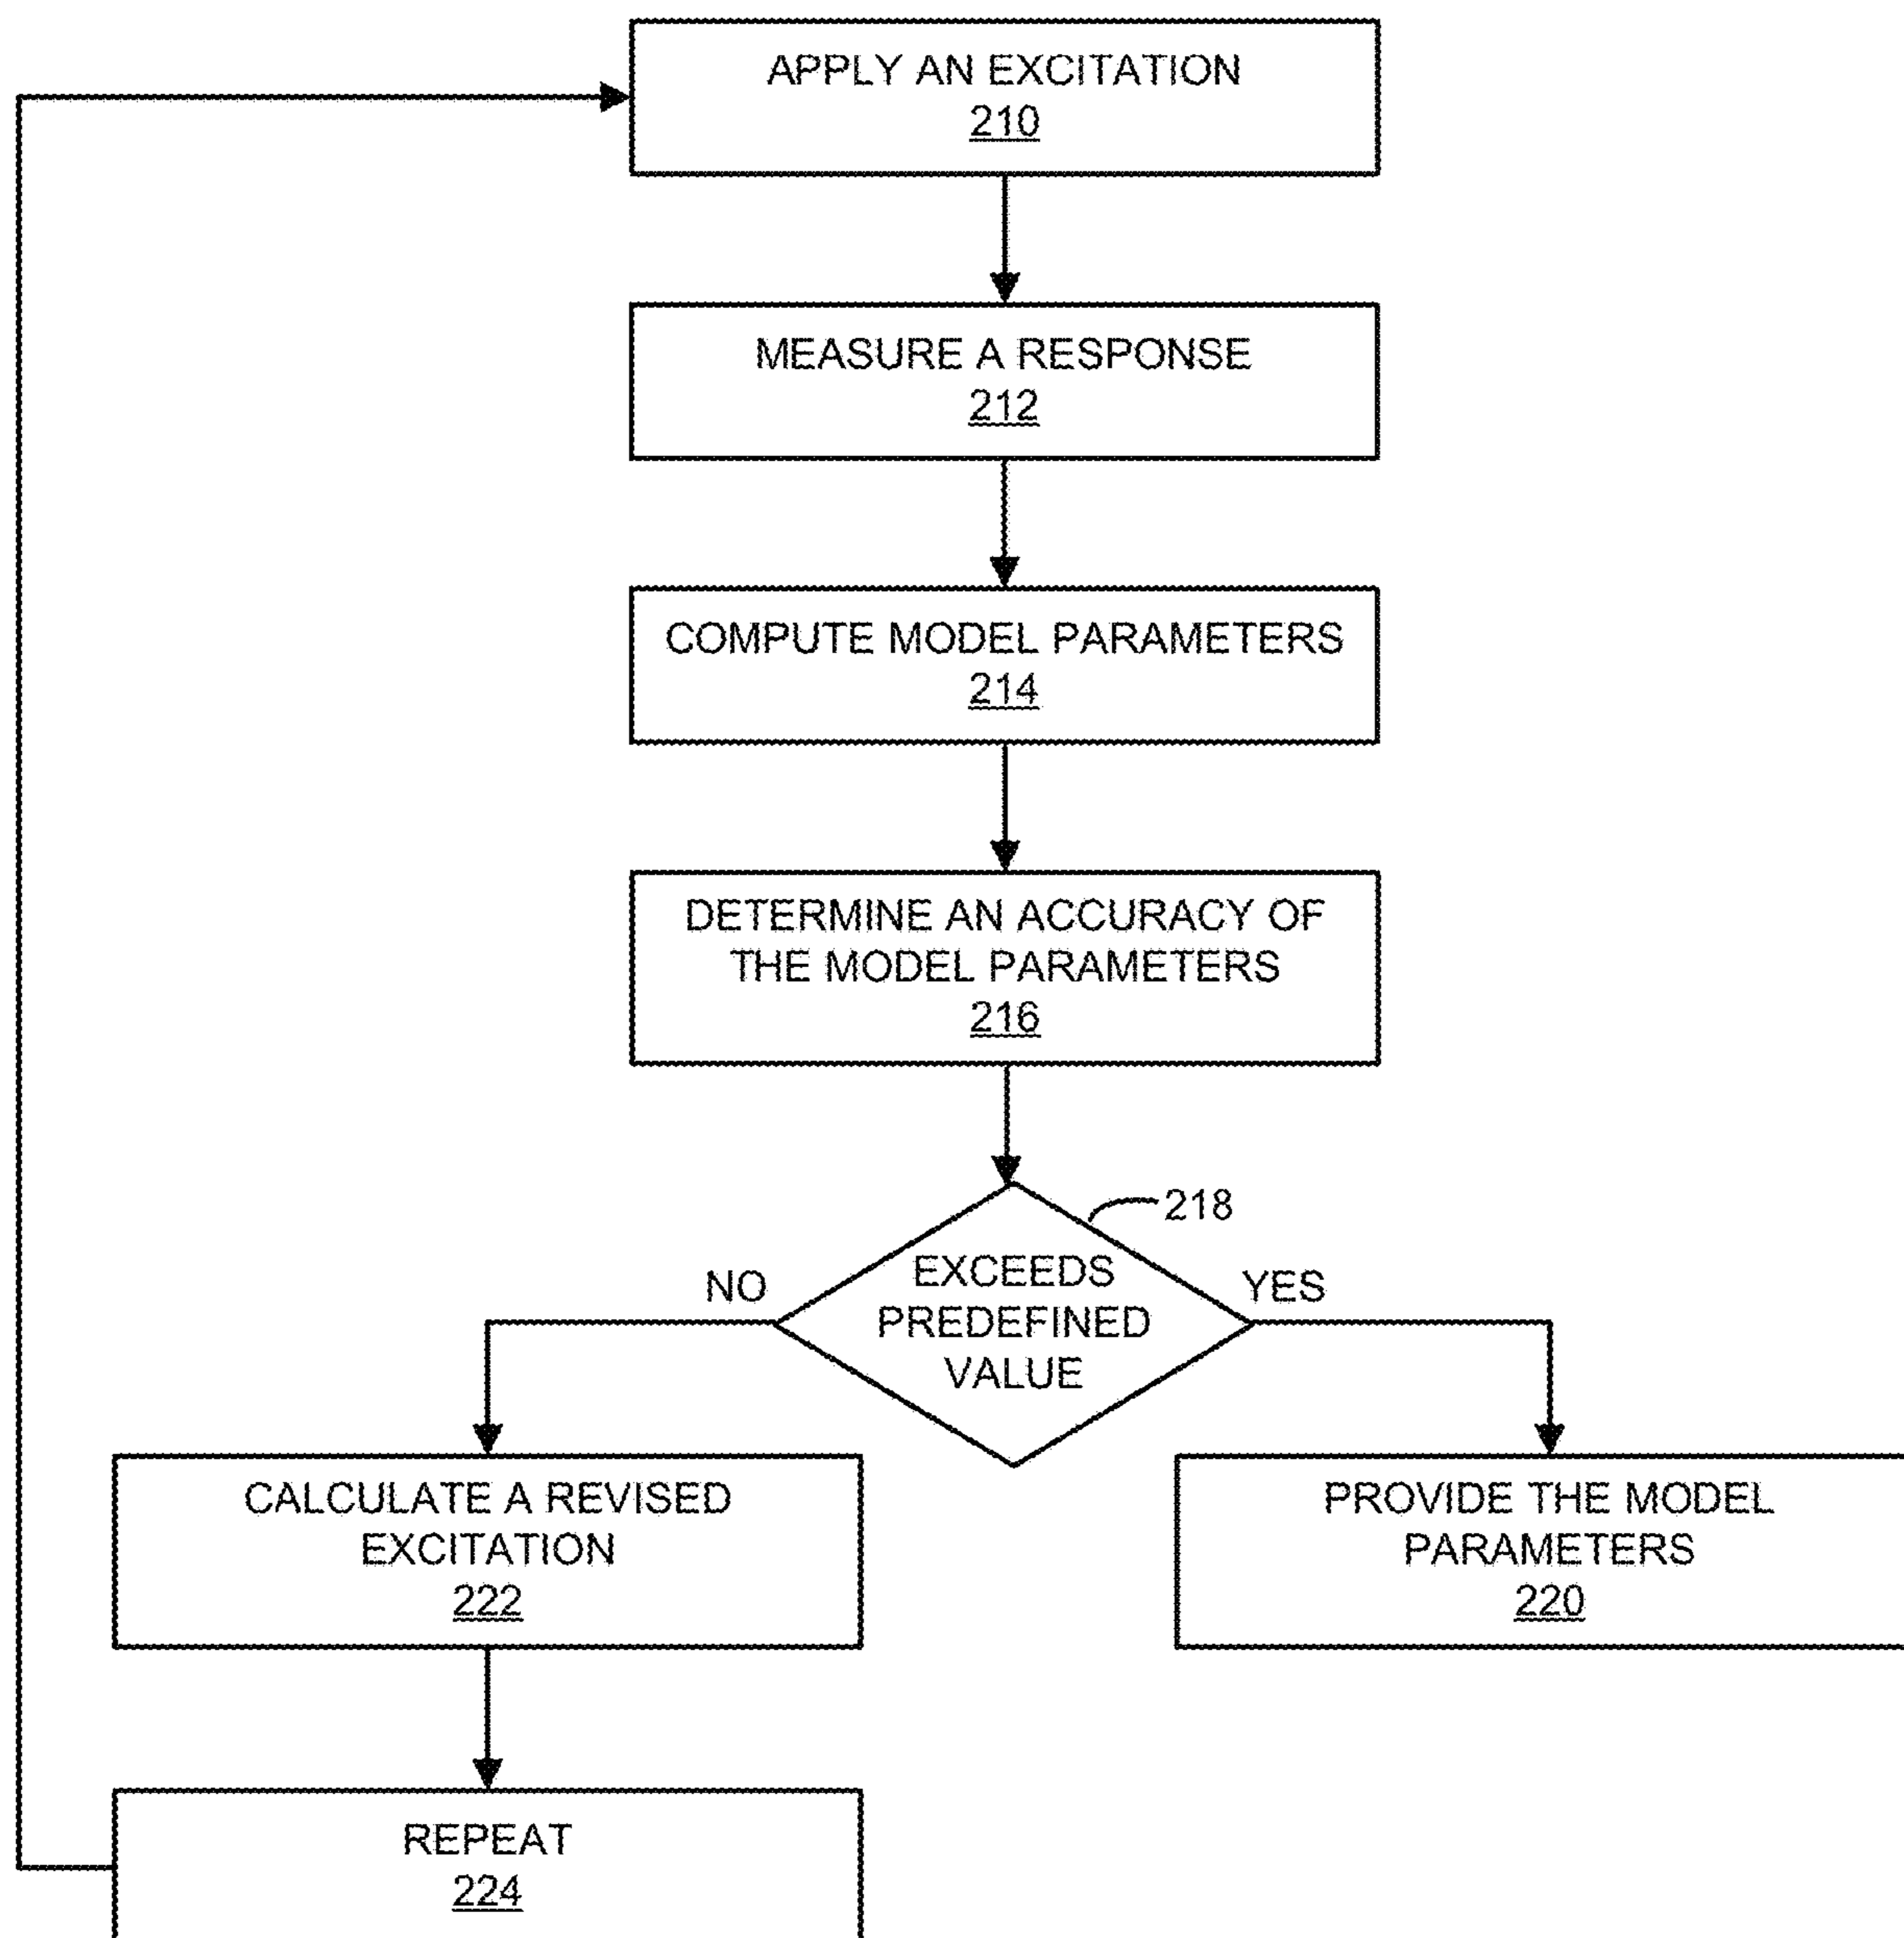 APPLY AN EXCITATION
210
MEASURE A RESPONSE
212
COMPUTE MODEL PARAMETERS
214
DETERMINE AN ACCURACY OF
THE MODEL PARAMETERS
216
218
NO
EXCEEDS
PREDEFINED
VALUE
YES
CALCULATE A REVISED
EXCITATION
222
PROVIDE THE MODEL
PARAMETERS
220
REPEAT
224